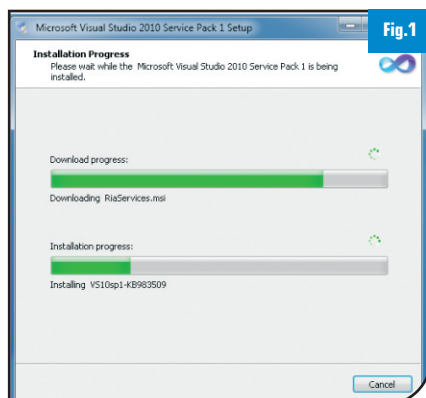 Microsoft Visual Studio 2010 Service Pack 1 Setup
Fig.1
Installation Progress
Please wait while the Microsoft Visual Studio 2010 Service Pack 1 is being
installed.
Download progress:
Downloading RiaServices.msi
Installation progress:
Installing VS10sp1-KB983509
Cancel